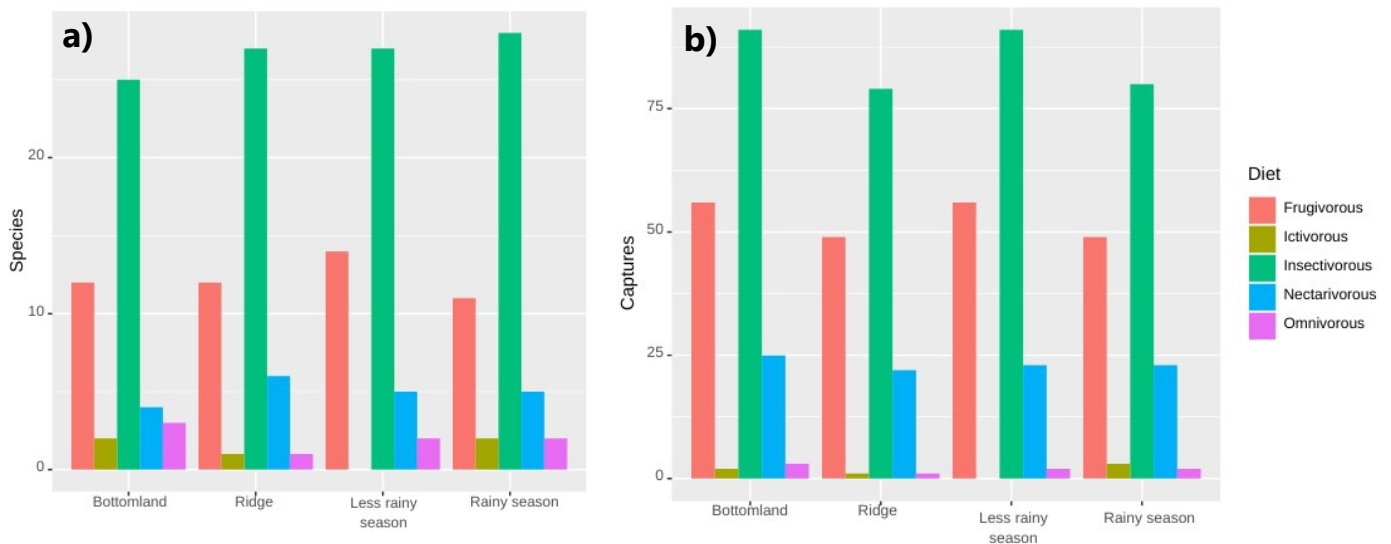 a)
Species
20
10
0
Bottomland
Ridge
Less rainy
season
Rainy season
b)
Captures
75
50
25
0
Bottomland
Ridge
Less rainy
season
Rainy season
Diet
Frugivorous
Ictivorous
Insectivorous
Nectarivorous
Omnivorous